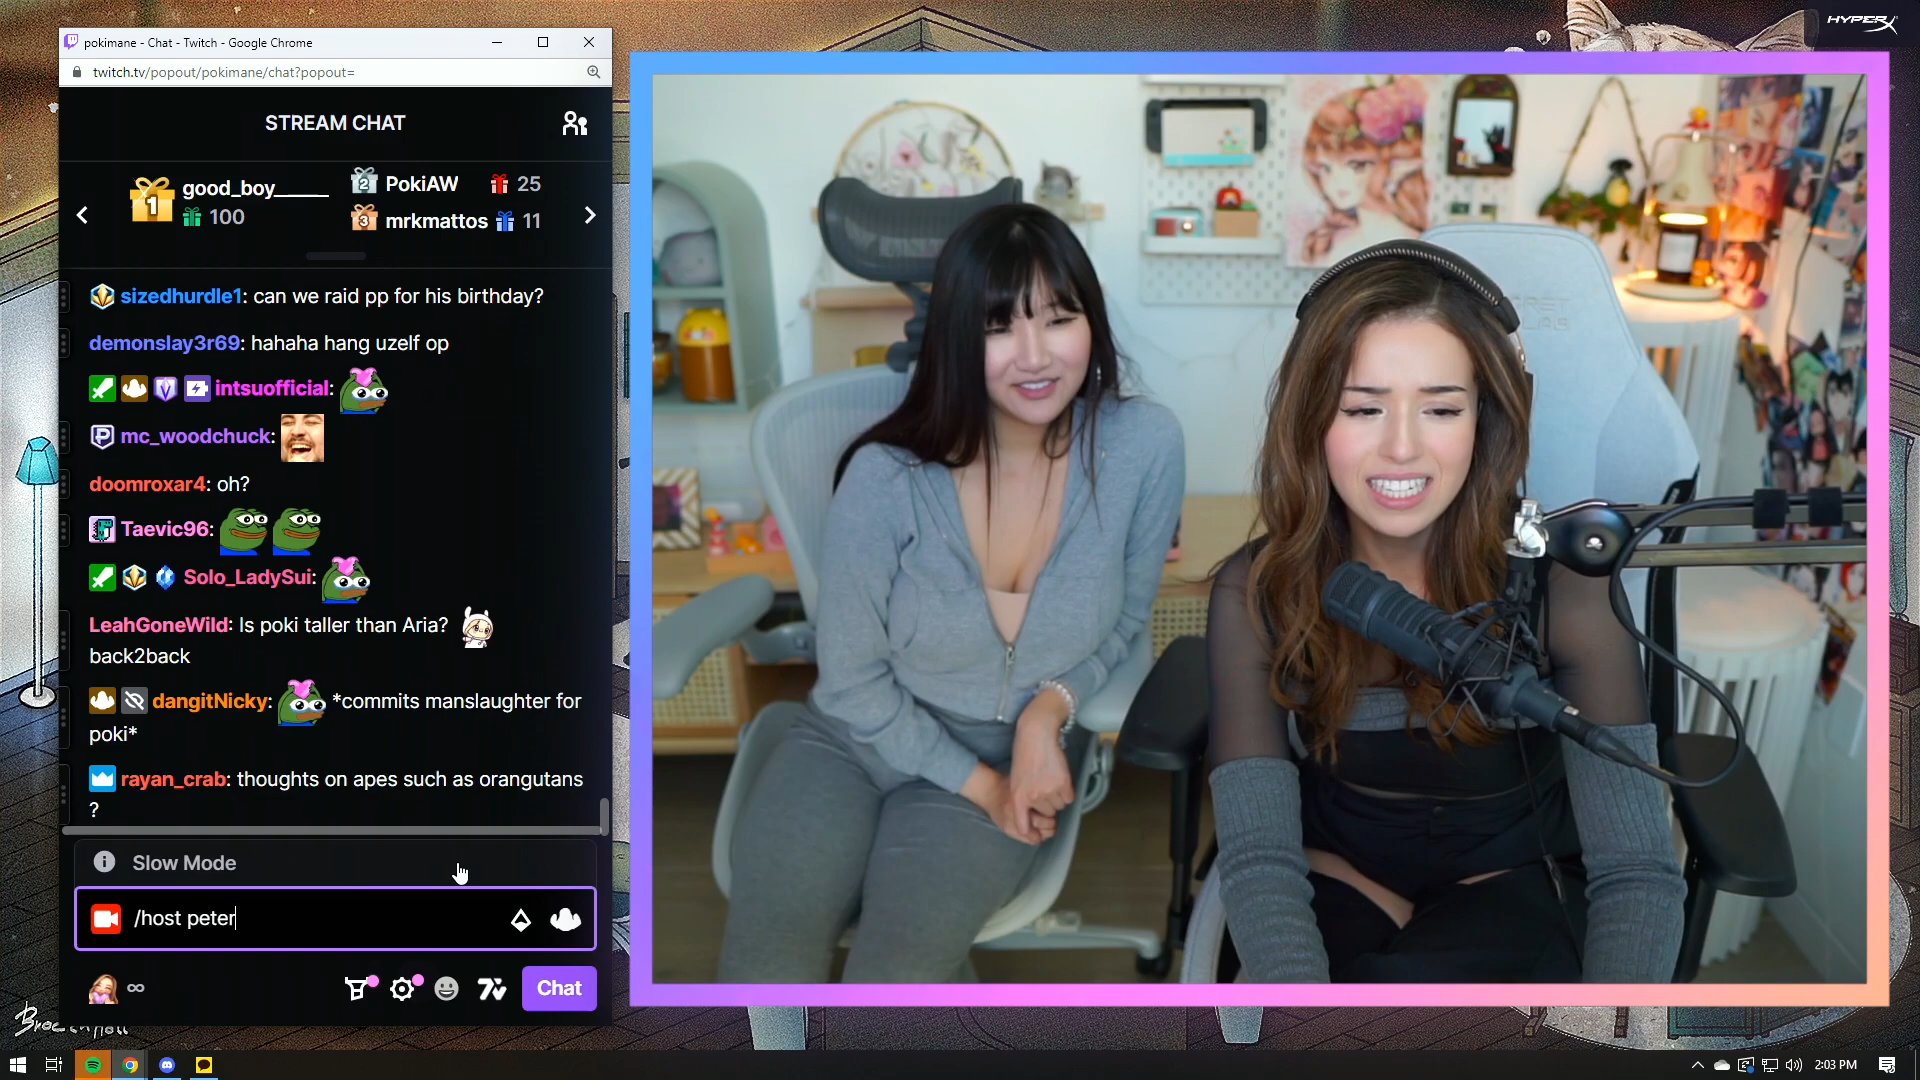 HYPERX
pokimane - Chat - Twitch - Google Chrome
twitch.tv/popout/pokimane/chat?popout=
STREAM CHAT
1 good_boy_____ 100
2 PokiAW 25
3 mrkmattos 11
sizedhurdle1: can we raid pp for his birthday?
demonslay3r69: hahaha hang uzelf op
intsuofficial:
mc_woodchuck:
doomroxar4: oh?
Taevic96:
Solo_LadySui:
LeahGoneWild: Is poki taller than Aria?
back2back
dangitNicky: *commits manslaughter for
poki*
rayan_crab: thoughts on apes such as orangutans
?
Slow Mode
/host peter
Chat
2:03 PM